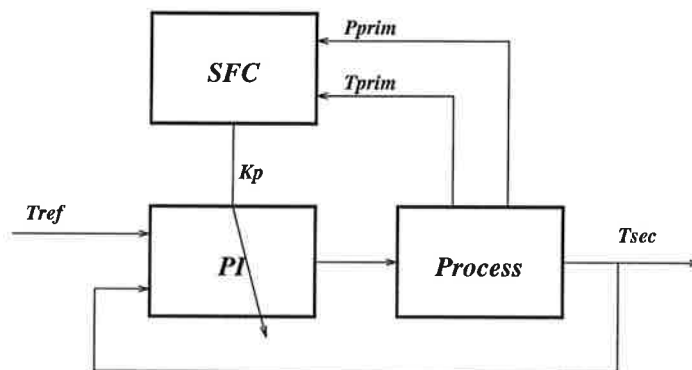 Pprim
SFC
Tprim
Kp
Tref
Tsec
PI
Process